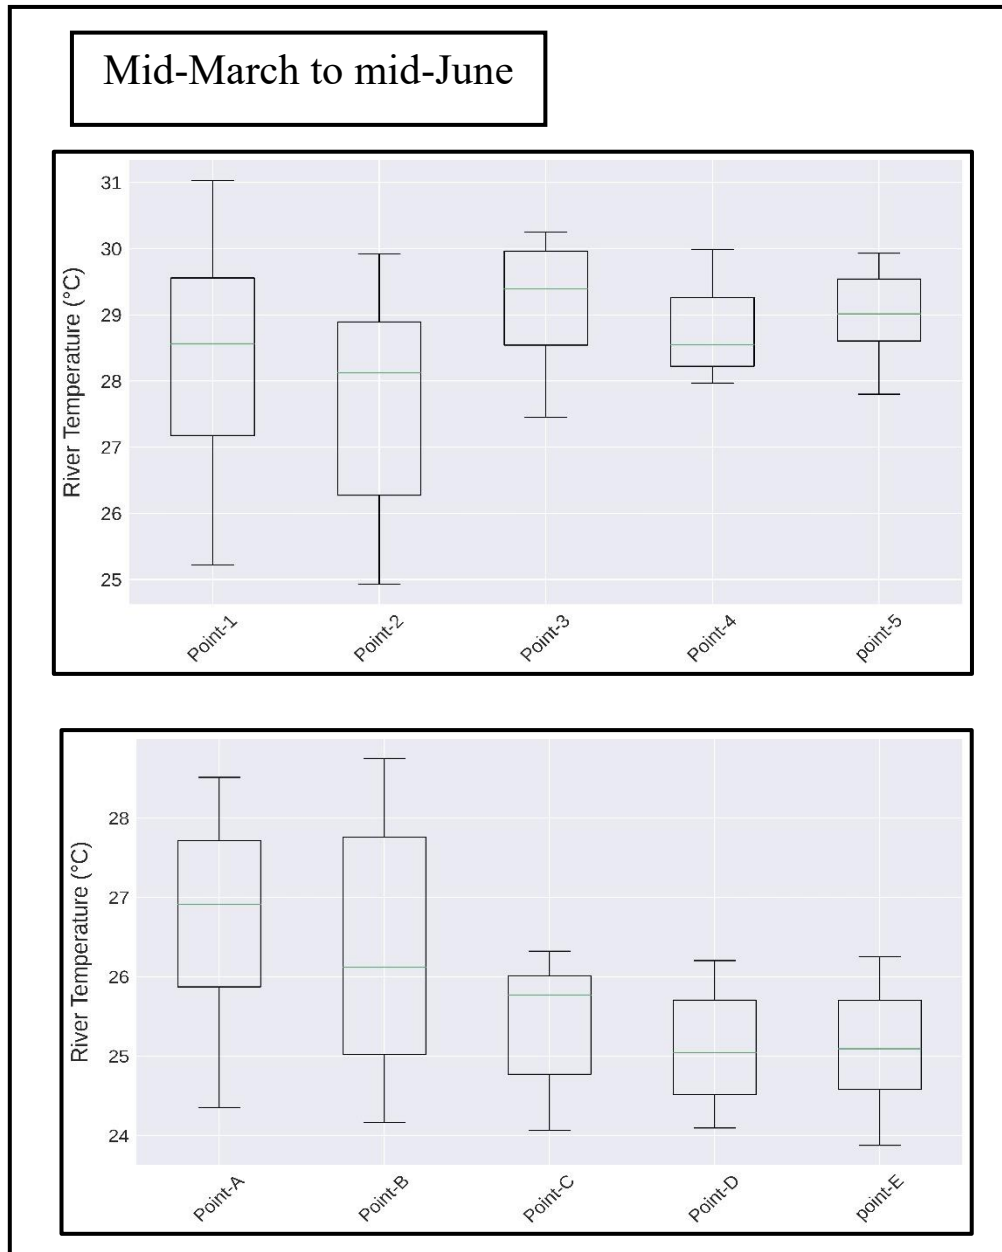 Mid-March to mid-June
River Temperature (°C)
31
30
29
28
27
26
25
Point-1
Point-2
Point-3
Point-4
point-5
River Temperature (°C)
28
27
26
25
24
Point-A
Point-B
Point-C
Point-D
point-E